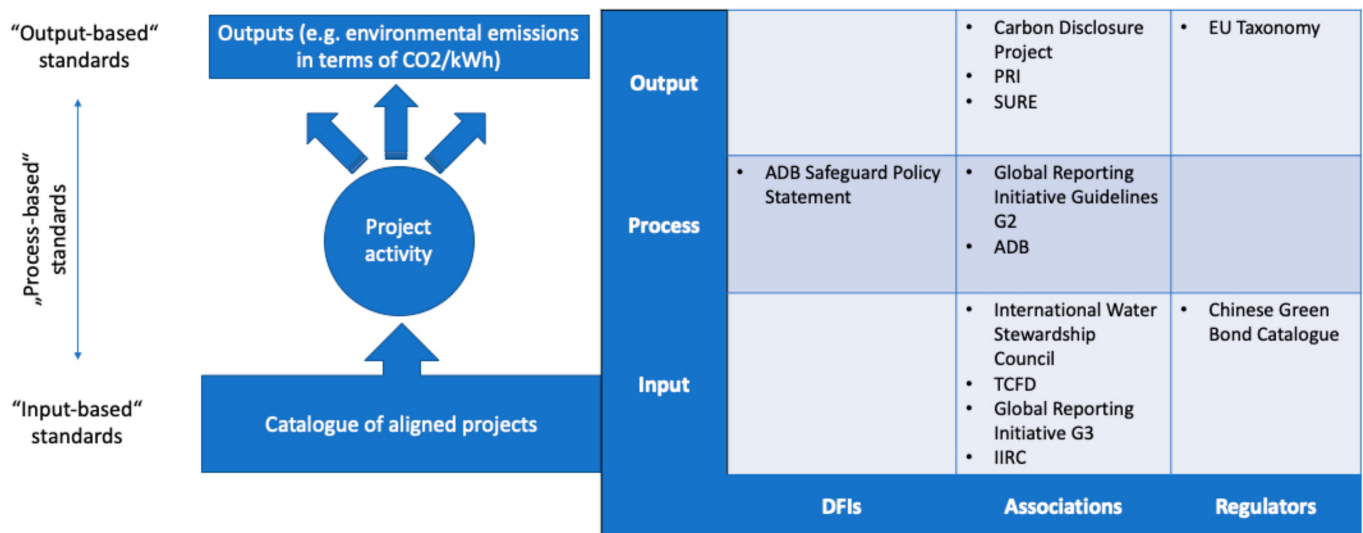 “Output-based“
standards
„Process-based“
standards
“Input-based“
standards
Outputs (e.g. environmental emissions
in terms of CO2/kWh)
Project
activity
Catalogue of aligned projects
Output
• Carbon Disclosure
Project
• PRI
• SURE
• EU Taxonomy
Process
• ADB Safeguard Policy
Statement
• Global Reporting
Initiative Guidelines
G2
• ADB
Input
• International Water
Stewardship
Council
• TCFD
• Global Reporting
Initiative G3
• IIRC
• Chinese Green
Bond Catalogue
DFIs
Associations
Regulators